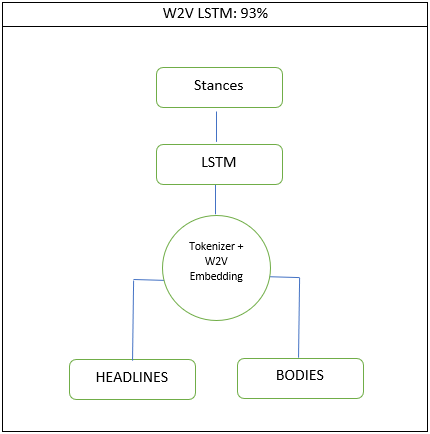 W2V LSTM: 93%
Stances
LSTM
Tokenizer +
W2V
Embedding
HEADLINES
BODIES